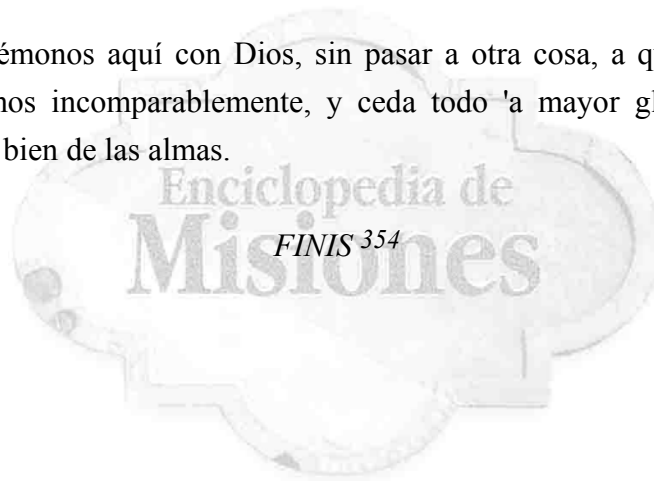 émonos aquí con Dios, sin pasar a otra cosa, a qu
nos incomparablemente, y ceda todo 'a mayor gl
bien de las almas.
Enciclopedia de
Misiones
FINIS 354